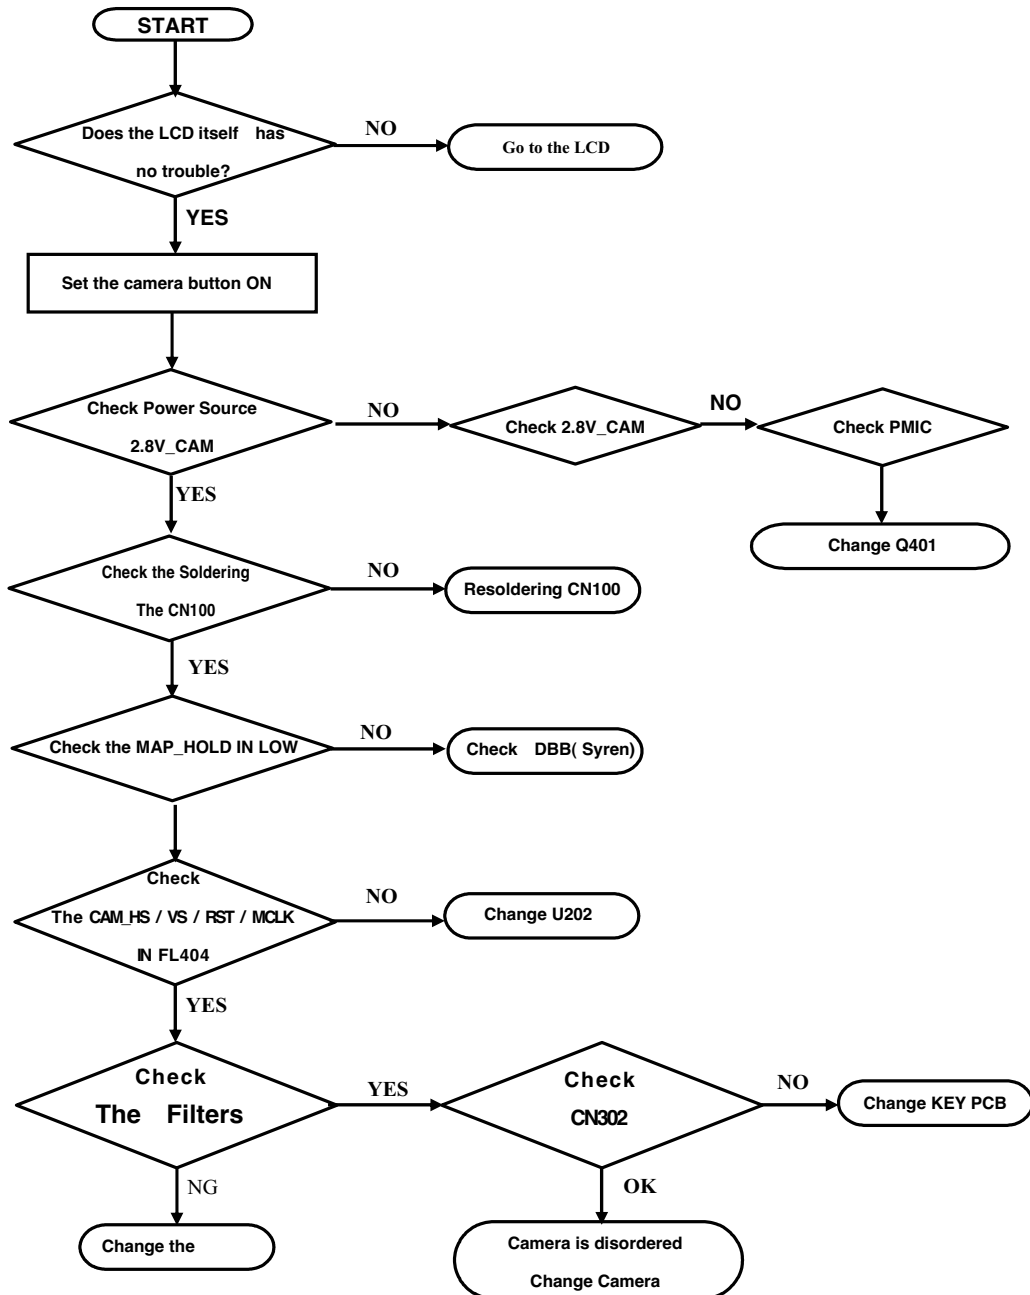 START
Does the LCD itself has
no trouble?
NO
Go to the LCD
YES
Set the camera button ON
Check Power Source
2.8V_CAM
NO
Check 2.8V_CAM
NO
Check PMIC
YES
Change Q401
Check the Soldering
The CN100
NO
Resoldering CN100
YES
Check the MAP_HOLD IN LOW
NO
Check DBB( Syren)
Check
The CAM_HS / VS / RST / MCLK
IN FL404
NO
Change U202
YES
Check
The Filters
YES
Check
CN302
NO
Change KEY PCB
NG
OK
Change the
Camera is disordered
Change Camera